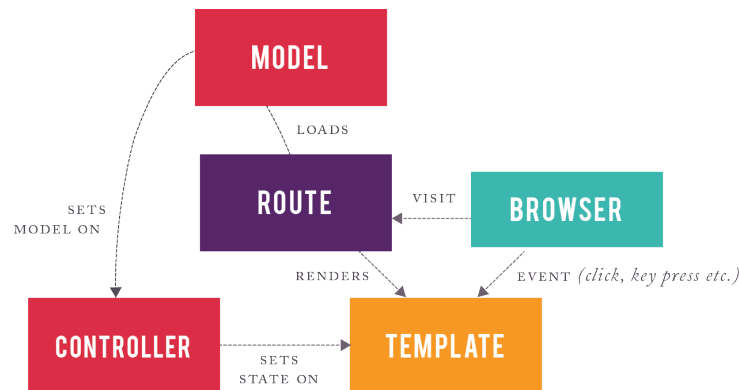 MODEL
LOADS
ROUTE
VISIT
BROWSER
SETS
MODEL ON
RENDERS
EVENT (click, key press etc.)
CONTROLLER
SETS
STATE ON
TEMPLATE